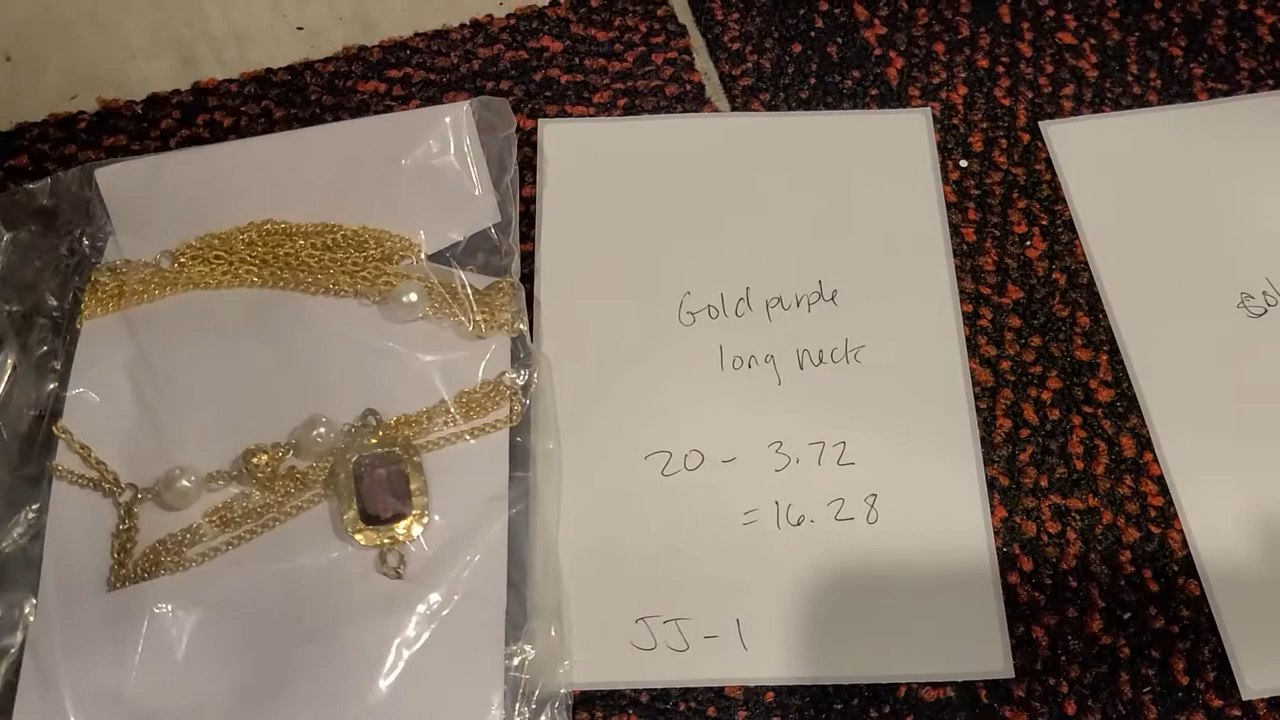 Gold purple
long neck
20 - 3.72
= 16.28
JJ-1